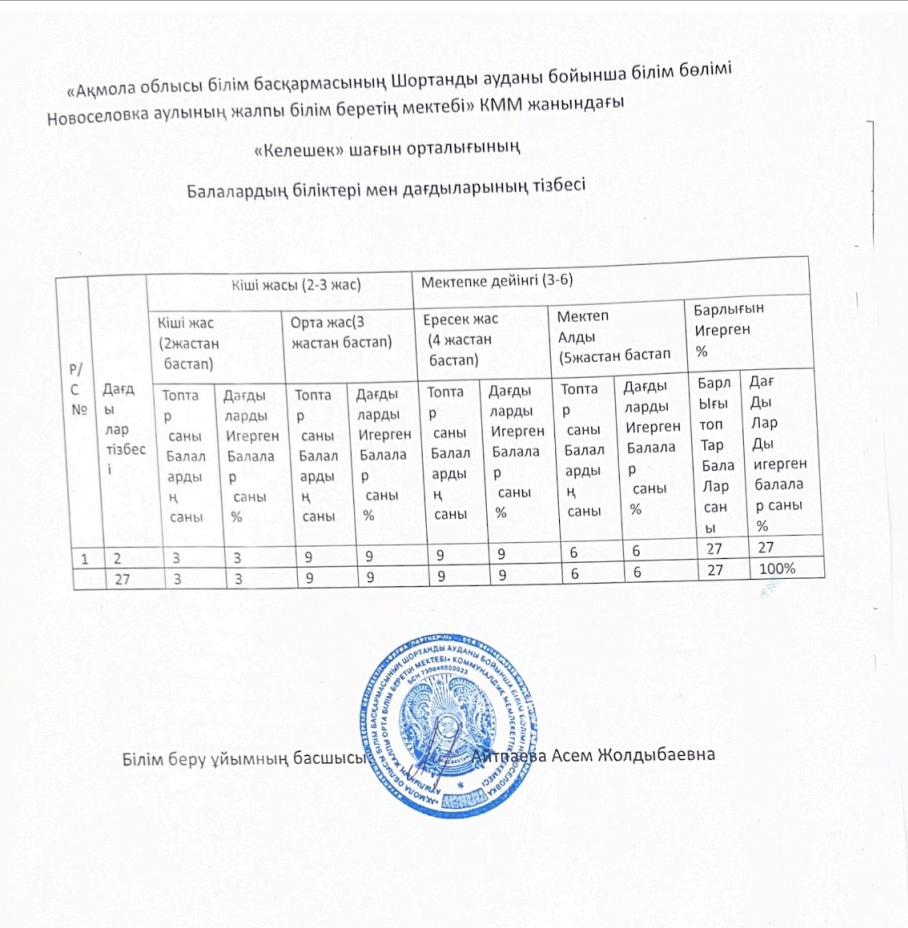 «Ақмола облысы білім басқармасының Шортанды ауданы бойынша білім бөлімі
Новоселовка аулының жалпы білім беретің мектебі» КММ жанындағы
«Келешек» шағын орталығының
Балалардың біліктері мен дағдыларының тізбесі
Р/
С
№
Дағд
ы
лар
тізбес
і
Кіші жасы (2-3 жас)
Мектепке дейінгі (3-6)
Кіші жас
(2жастан
бастап)
Орта жас(3
жастан бастап)
Ересек жас
(4 жастан
бастап)
Мектеп
Алды
(5жастан бастап
Барлығын
Игерген
%
Топта
р
саны
Балал
арды
ң
саны
Дағды
ларды
Игерген
Балала
р
саны
%
Топта
р
саны
Балал
арды
ң
саны
Дағды
ларды
Игерген
Балала
р
саны
%
Топта
р
саны
Балал
арды
ң
саны
Дағды
ларды
Игерген
Балала
р
саны
%
Топта
р
саны
Балал
арды
ң
саны
Дағды
ларды
Игерген
Балала
р
саны
%
Барл
Ығы
топ
Тар
Бала
Лар
сан
ы
Дағ
Ды
Лар
Ды
игерген
балала
р саны
%
1 2 3 3 9 9 9 9 6 6 27 27
27 3 3 9 9 9 9 6 6 27 100%
Білім беру ұйымның басшысы Айтпаева Асем Жолдыбаевна